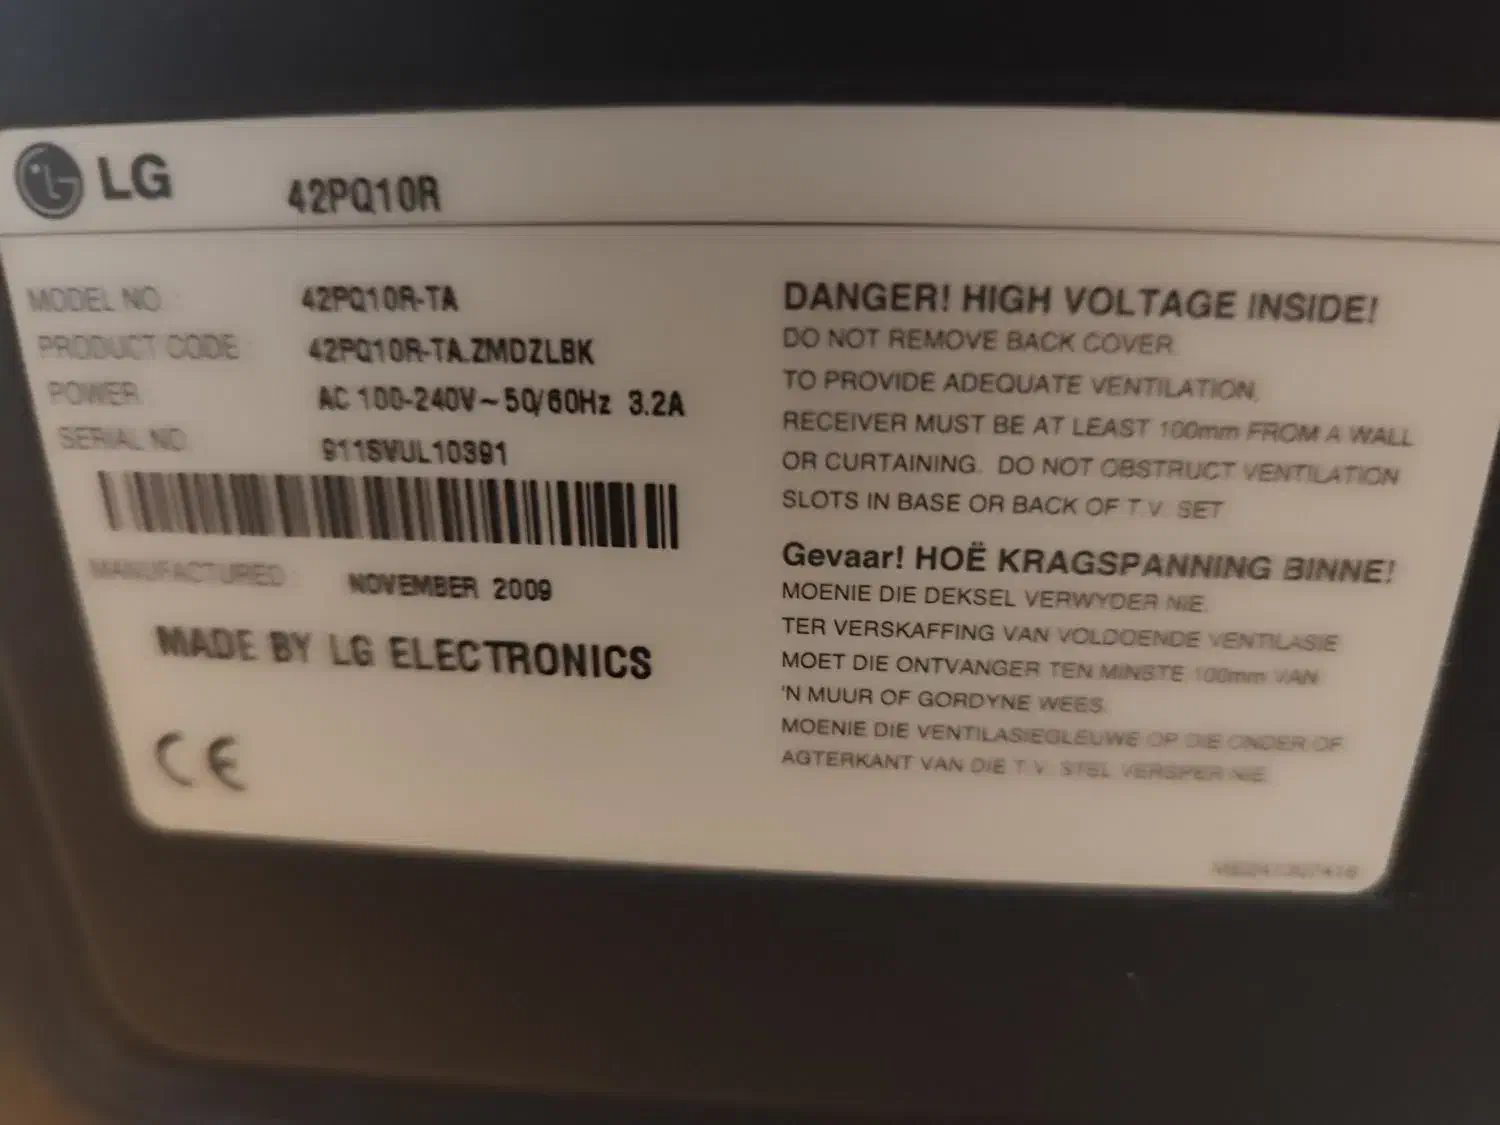 LG 42PQ10R
MODEL NO. : 42PQ10R-TA
PRODUCT CODE : 42PQ10R-TA.ZMDZLBK
POWER : AC 100-240V~50/60Hz 3.2A
SERIAL NO. : 911SVUL10391
MANUFACTURED : NOVEMBER 2009
MADE BY LG ELECTRONICS
CE
DANGER! HIGH VOLTAGE INSIDE!
DO NOT REMOVE BACK COVER.
TO PROVIDE ADEQUATE VENTILATION,
RECEIVER MUST BE AT LEAST 100mm FROM A WALL
OR CURTAINING. DO NOT OBSTRUCT VENTILATION
SLOTS IN BASE OR BACK OF T.V. SET
Gevaar! HOË KRAGSPANNING BINNE!
MOENIE DIE DEKSEL VERWYDER NIE.
TER VERSKAFFING VAN VOLDOENDE VENTILASIE
MOET DIE ONTVANGER TEN MINSTE 100mm VAN
'N MUUR OF GORDYNE WEES.
MOENIE DIE VENTILASIEGLEUWE OP DIE ONDER OF
AGTERKANT VAN DIE T.V. STEL VERSPER NIE.